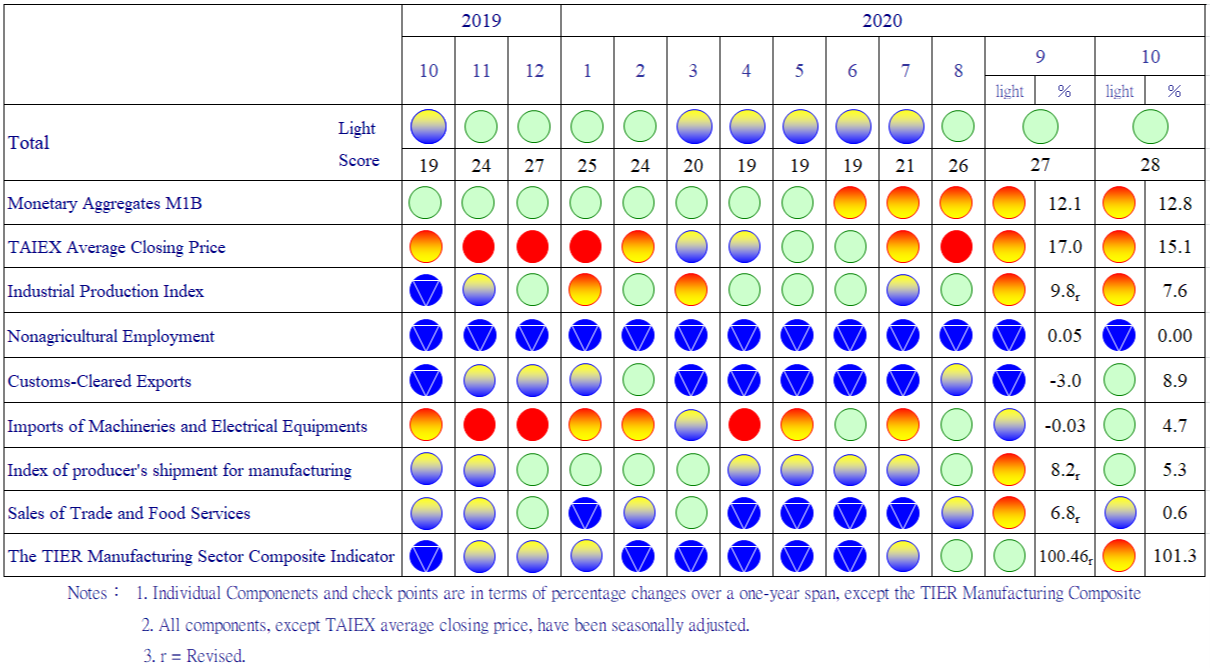 2019 2020
10 11 12 1 2 3 4 5 6 7 8 9 10
light % light %
Total Light
Score 19 24 27 25 24 20 19 19 19 21 26 27 28
Monetary Aggregates M1B 12.1 12.8
TAIEX Average Closing Price 17.0 15.1
Industrial Production Index 9.8r 7.6
Nonagricultural Employment 0.05 0.00
Customs-Cleared Exports -3.0 8.9
Imports of Machineries and Electrical Equipments -0.03 4.7
Index of producer's shipment for manufacturing 8.2r 5.3
Sales of Trade and Food Services 6.8r 0.6
The TIER Manufacturing Sector Composite Indicator 100.46r 101.3
Notes： 1. Individual Componenets and check points are in terms of percentage changes over a one-year span, except the TIER Manufacturing Composite
2. All components, except TAIEX average closing price, have been seasonally adjusted.
3. r = Revised.